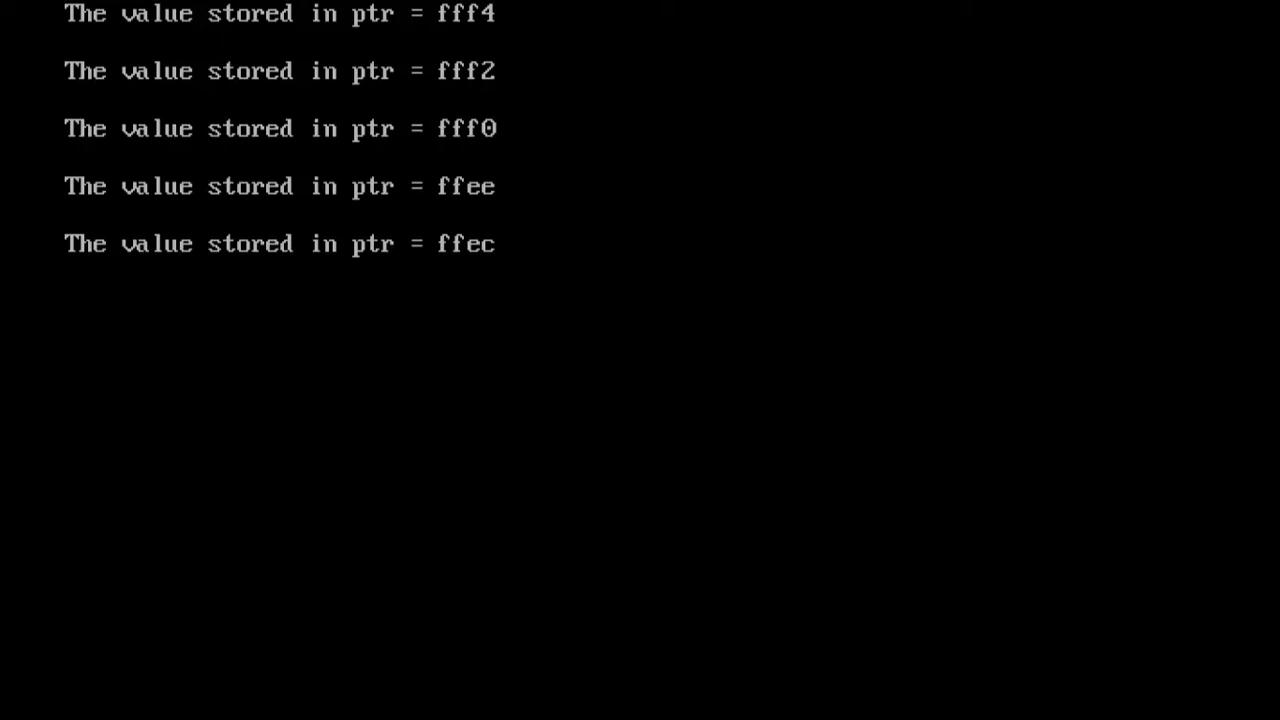 The value stored in ptr = fff4
The value stored in ptr = fff2
The value stored in ptr = fff0
The value stored in ptr = ffee
The value stored in ptr = ffec